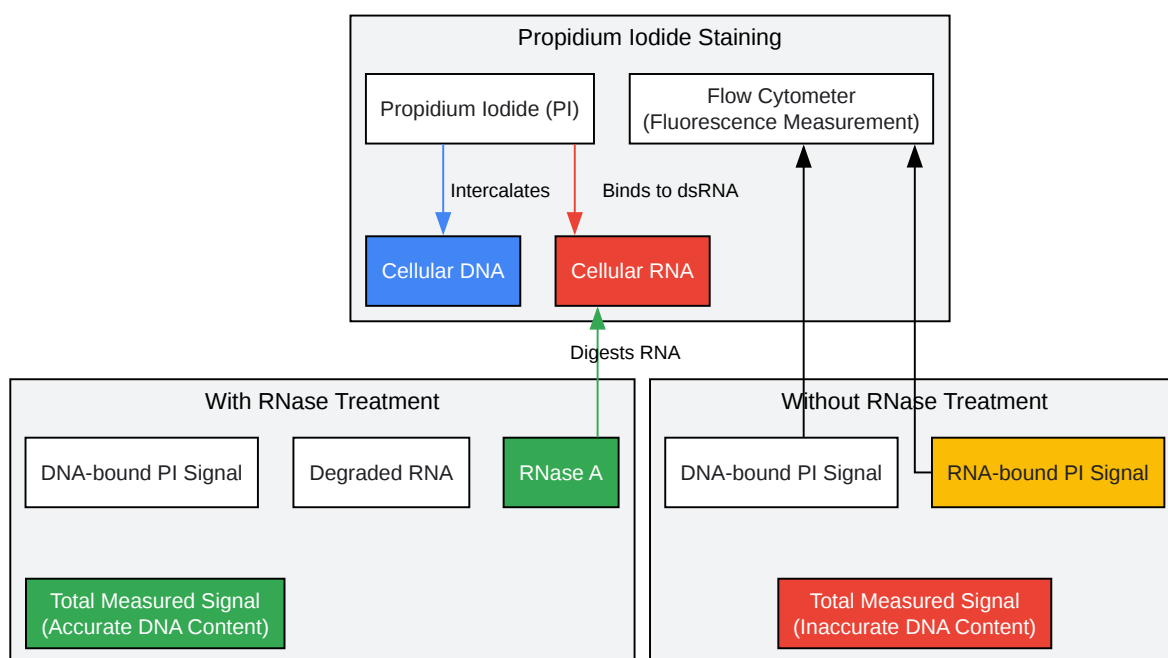 Propidium Iodide Staining
Propidium Iodide (PI)
Flow Cytometer
(Fluorescence Measurement)
Intercalates
Binds to dsRNA
Cellular DNA
Cellular RNA
Digests RNA
With RNase Treatment
DNA-bound PI Signal
Degraded RNA
RNase A
Total Measured Signal
(Accurate DNA Content)
Without RNase Treatment
DNA-bound PI Signal
RNA-bound PI Signal
Total Measured Signal
(Inaccurate DNA Content)